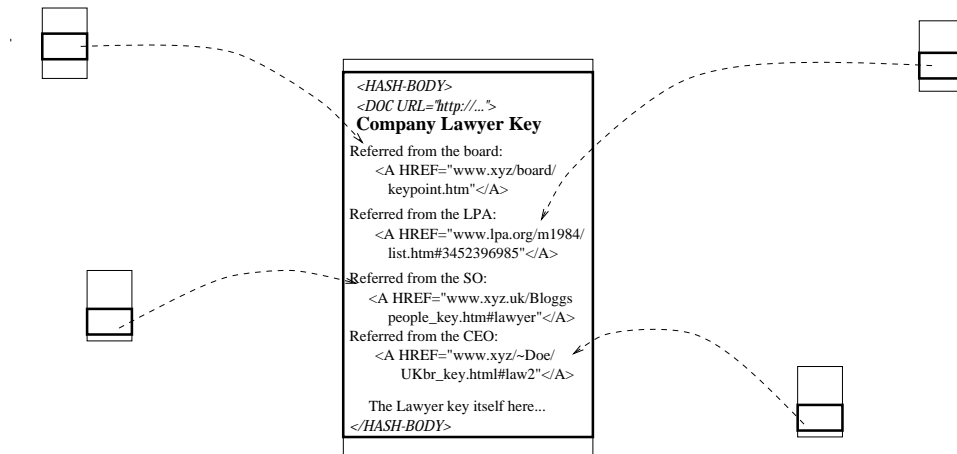 <HASH-BODY>
<DOC URL="http://...">
Company Lawyer Key
Referred from the board:
<A HREF="www.xyz/board/
keypoint.htm"</A>
Referred from the LPA:
<A HREF="www.lpa.org/m1984/
list.htm#3452396985"</A>
Referred from the SO:
<A HREF="www.xyz.uk/Bloggs
people_key.htm#lawyer"</A>
Referred from the CEO:
<A HREF="www.xyz/~Doe/
UKbr_key.html#law2"</A>
The Lawyer key itself here...
</HASH-BODY>